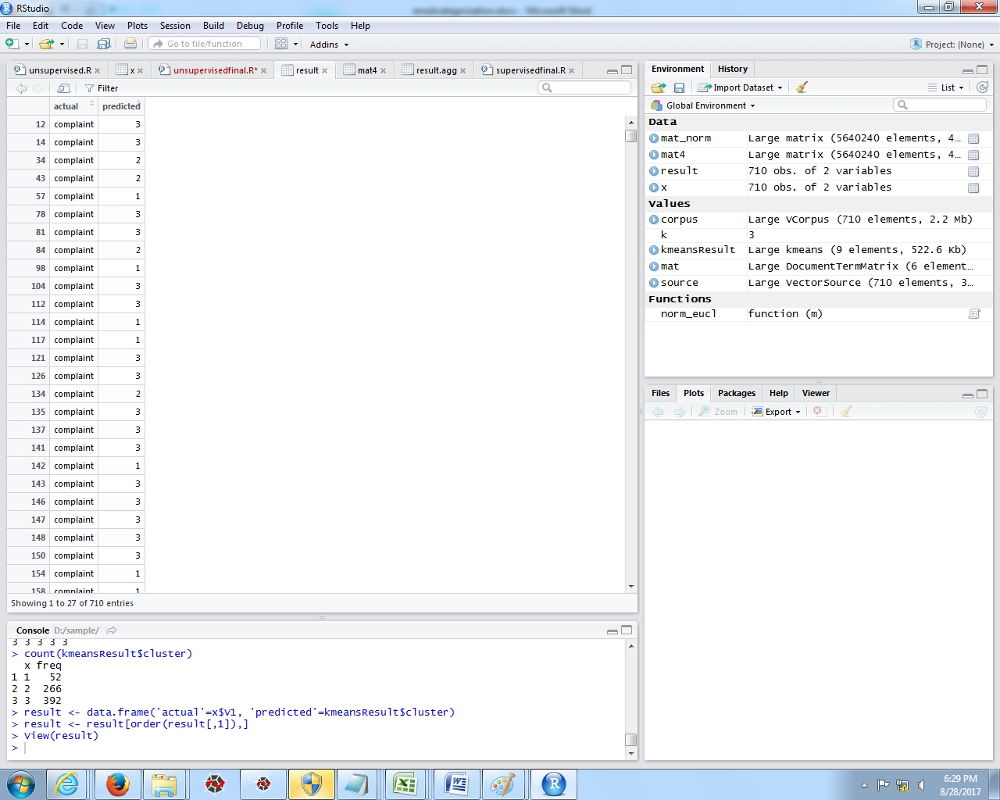 RStudio
emailcategorisation.docx - Microsoft Word
File Edit Code View Plots Session Build Debug Profile Tools Help
Go to file/function Addins Project: (None)
unsupervised.R x unsupervisedfinal.R* result mat4 result.agg supervisedfinal.R
Filter
actual predicted
12 complaint 3
14 complaint 3
34 complaint 2
43 complaint 2
57 complaint 1
78 complaint 3
81 complaint 3
84 complaint 2
98 complaint 1
104 complaint 3
112 complaint 3
114 complaint 1
117 complaint 1
121 complaint 3
126 complaint 3
134 complaint 2
135 complaint 3
137 complaint 3
141 complaint 3
142 complaint 1
143 complaint 3
146 complaint 3
147 complaint 3
148 complaint 3
150 complaint 3
154 complaint 1
158 complaint 1
Showing 1 to 27 of 710 entries
Console D:/sample/
3 3 3 3 3
> count(kmeansResult$cluster)
x freq
1 1 52
2 2 266
3 3 392
> result <- data.frame('actual'=x$V1, 'predicted'=kmeansResult$cluster)
> result <- result[order(result[,1]),]
> View(result)
>
Environment History
Import Dataset List
Global Environment
Data
mat_norm Large matrix (5640240 elements, 4…
mat4 Large matrix (5640240 elements, 4…
result 710 obs. of 2 variables
x 710 obs. of 2 variables
Values
corpus Large VCorpus (710 elements, 2.2 Mb)
k 3
kmeansResult Large kmeans (9 elements, 522.6 Kb)
mat Large DocumentTermMatrix (6 element…
source Large VectorSource (710 elements, 3…
Functions
norm_eucl function (m)
Files Plots Packages Help Viewer
Zoom Export
6:29 PM
8/28/2017